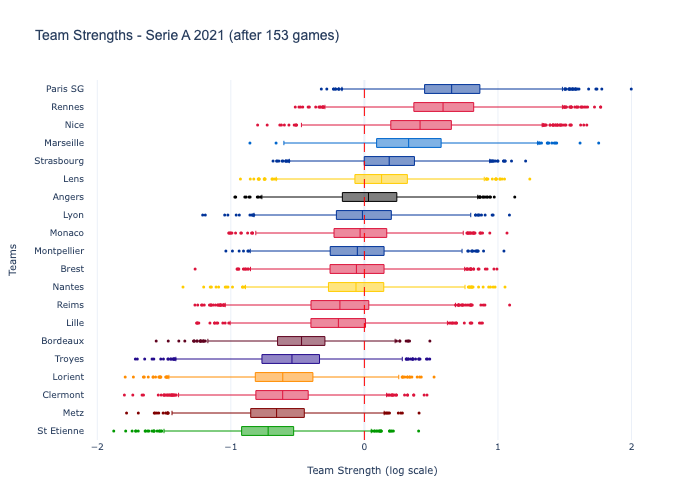 Team Strengths - Serie A 2021 (after 153 games)
Paris SG
Rennes
Nice
Marseille
Strasbourg
Lens
Angers
Lyon
Monaco
Montpellier
Brest
Nantes
Reims
Lille
Bordeaux
Troyes
Lorient
Clermont
Metz
St Etienne
Teams
−2
−1
0
1
2
Team Strength (log scale)